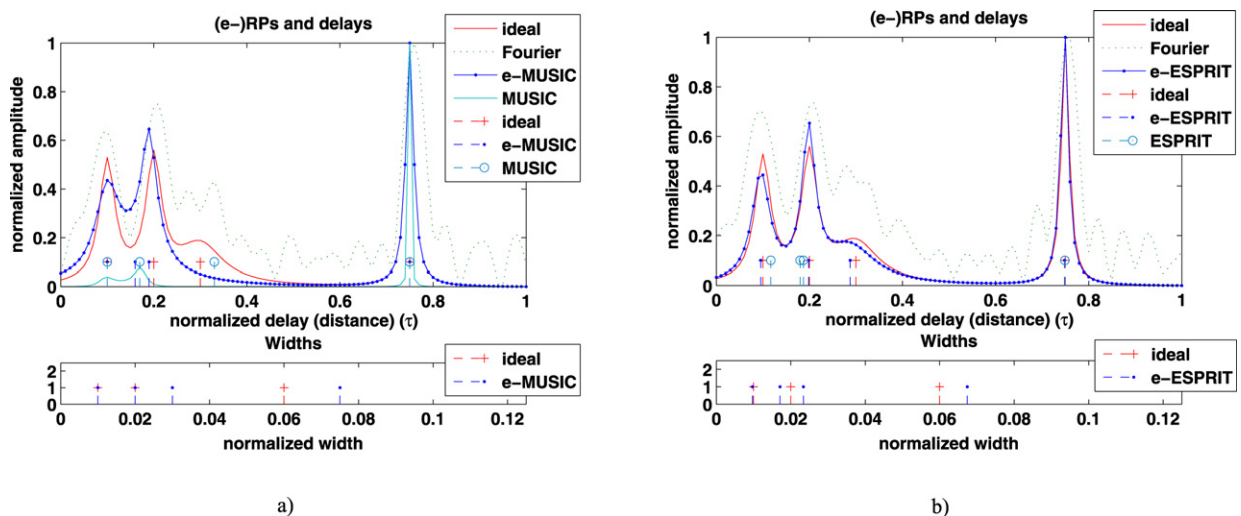 (e-)RPs and delays
ideal
Fourier
e-MUSIC
MUSIC
ideal
e-MUSIC
MUSIC
normalized amplitude
1
0.8
0.6
0.4
0.2
0
0 0.2 0.4 0.6 0.8 1
normalized delay (distance) (τ)
Widths
ideal
e-MUSIC
2
1
0
0 0.02 0.04 0.06 0.08 0.1 0.12
normalized width
a)
(e-)RPs and delays
ideal
Fourier
e-ESPRIT
ideal
e-ESPRIT
ESPRIT
normalized amplitude
1
0.8
0.6
0.4
0.2
0
0 0.2 0.4 0.6 0.8 1
normalized delay (distance) (τ)
Widths
ideal
e-ESPRIT
2
1
0
0 0.02 0.04 0.06 0.08 0.1 0.12
normalized width
b)